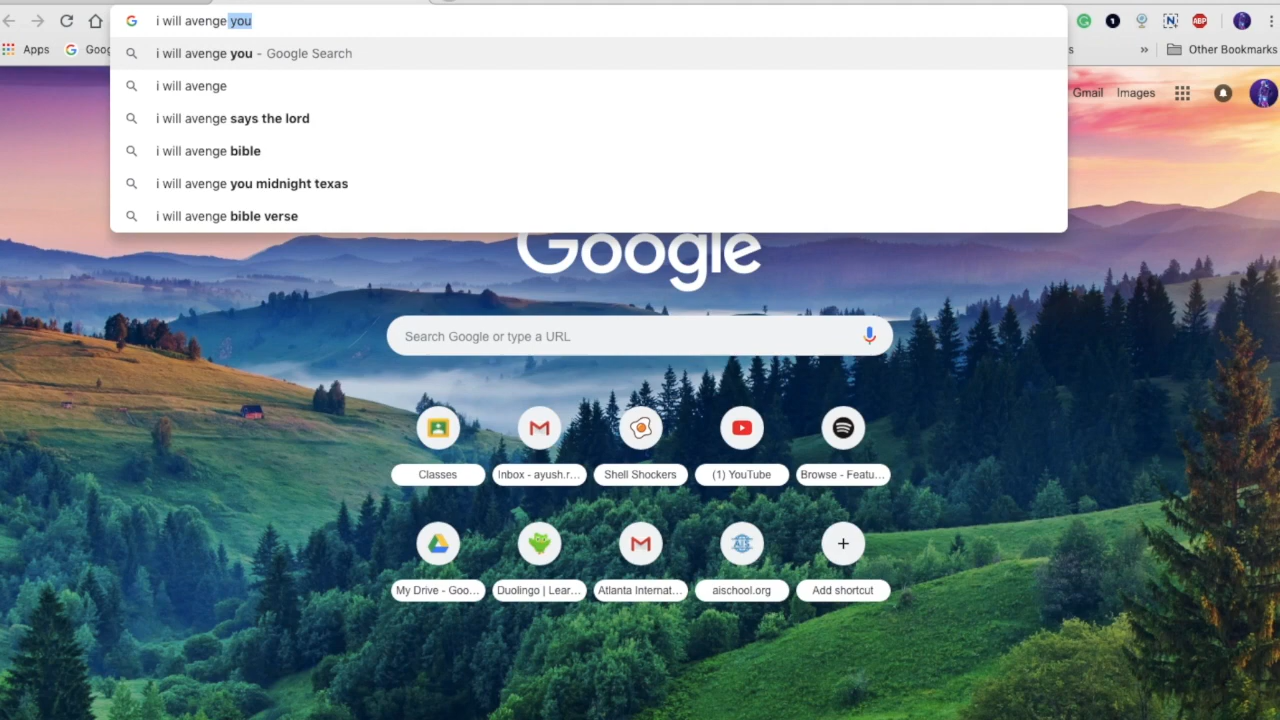 i will avenge you
Apps Goog s » Other Bookmarks
i will avenge you - Google Search
i will avenge
i will avenge says the lord
i will avenge bible
i will avenge you midnight texas
i will avenge bible verse
Gmail Images
Google
Search Google or type a URL
Classes Inbox - ayush.r... Shell Shockers (1) YouTube Browse - Featu...
My Drive - Goo... Duolingo | Lear... Atlanta Internat... aischool.org Add shortcut